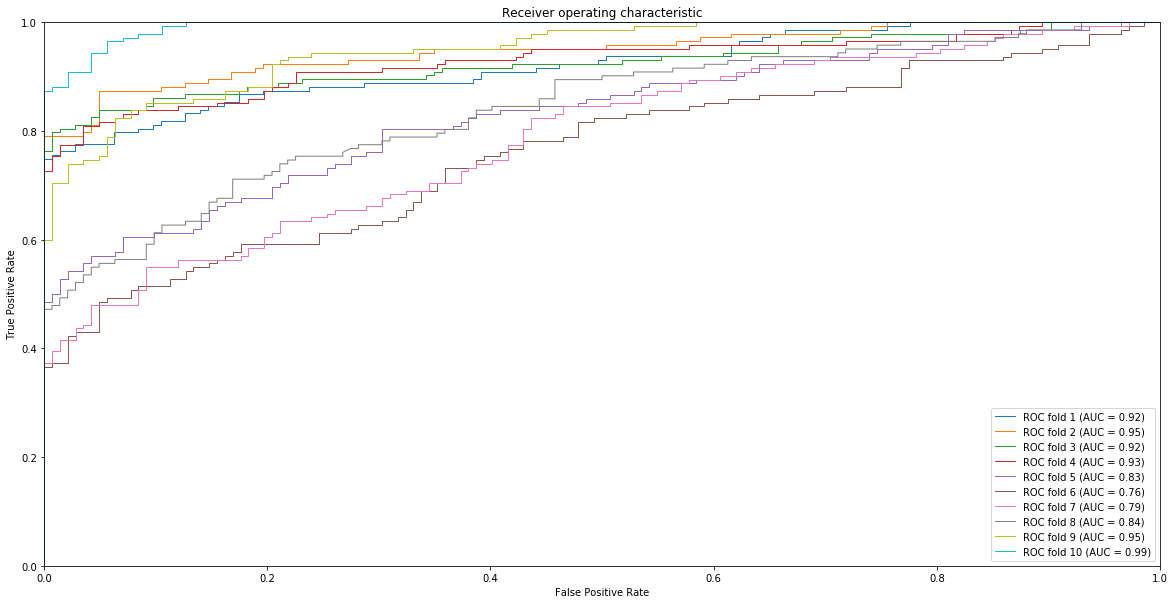 Receiver operating characteristic
1.0
0.8
0.6
0.4
0.2
0.0
True Positive Rate
ROC fold 1 (AUC = 0.92)
ROC fold 2 (AUC = 0.95)
ROC fold 3 (AUC = 0.92)
ROC fold 4 (AUC = 0.93)
ROC fold 5 (AUC = 0.83)
ROC fold 6 (AUC = 0.76)
ROC fold 7 (AUC = 0.79)
ROC fold 8 (AUC = 0.84)
ROC fold 9 (AUC = 0.95)
ROC fold 10 (AUC = 0.99)
0.0 0.2 0.4 0.6 0.8 1.0
False Positive Rate